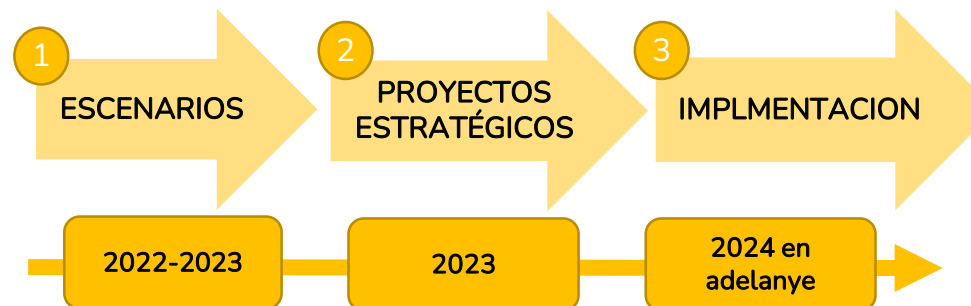 1
ESCENARIOS
2
PROYECTOS
ESTRATÉGICOS
3
IMPLMENTACION
2022-2023
2023
2024 en
adelanye